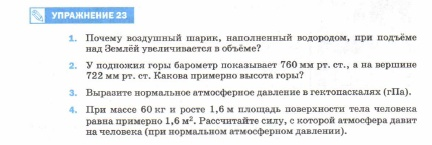 УПРАЖНЕНИЕ 23
1. Почему воздушный шарик, наполненный водородом, при подъёме
над Землёй увеличивается в объёме?
2. У подножия горы барометр показывает 760 мм рт. ст., а на вершине
722 мм рт. ст. Какова примерно высота горы?
3. Выразите нормальное атмосферное давление в гектопаскалях (гПа).
4. При массе 60 кг и росте 1,6 м площадь поверхности тела человека
равна примерно 1,6 м². Рассчитайте силу, с которой атмосфера давит
на человека (при нормальном атмосферном давлении).